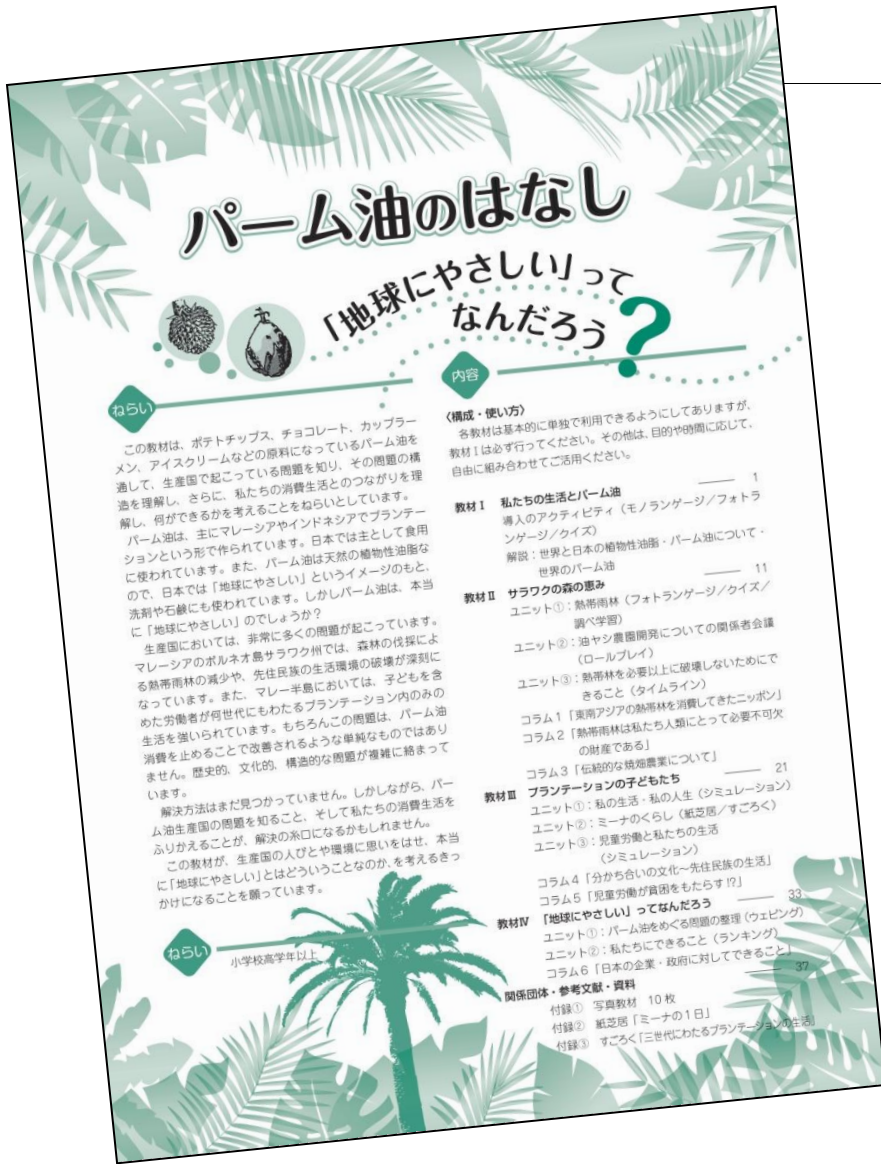 パーム油のはなし
「地球にやさしい」って
なんだろう?
ねらい
この教材は、ポテトチップス、チョコレート、カップラー
メン、アイスクリームなどの原料になっているパーム油を
通して、生産国で起こっている問題を知り、その問題の構
造を理解し、さらに、私たちの消費生活とのつながりを理
解し、何ができるかを考えることをねらいとしています。
パーム油は、主にマレーシアやインドネシアでプランテー
ションという形で作られています。日本では主として食用
に使われています。また、パーム油は天然の植物性油脂な
ので、日本では「地球にやさしい」というイメージのもと、
洗剤や石鹸にも使われています。しかしパーム油は、本当
に「地球にやさしい」のでしょうか?
生産国においては、非常に多くの問題が起こっています。
マレーシアのボルネオ島サラワク州では、森林の伐採によ
る熱帯雨林の減少や、先住民族の生活環境の破壊が深刻に
なっています。また、マレー半島においては、子どもを含
めた労働者が何世代にもわたるプランテーション内のみの
生活を強いられています。もちろんこの問題は、パーム油
消費を止めることで改善されるような単純なものではあり
ません。歴史的、文化的、構造的な問題が複雑に絡まって
います。
解決方法はまだ見つかっていません。しかしながら、パー
ム油生産国の問題を知ること、そして私たちの消費生活を
ふりかえることが、解決の糸口になるかもしれません。
この教材が、生産国の人びとや環境に思いをはせ、本当
に「地球にやさしい」とはどういうことなのか、を考えるきっ
かけになることを願っています。
ねらい
小学校高学年以上
内容
〈構成・使い方〉
各教材は基本的に単独で利用できるようにしてありますが、
教材Ⅰは必ず行ってください。その他は、目的や時間に応じて、
自由に組み合わせてご活用ください。
教材Ⅰ 私たちの生活とパーム油 1
導入のアクティビティ(モノランゲージ/フォトラ
ンゲージ/クイズ)
解説:世界と日本の植物性油脂・パーム油について・
世界のパーム油
教材Ⅱ サラワクの森の恵み 11
ユニット①:熱帯雨林(フォトランゲージ/クイズ/
調べ学習)
ユニット②:油ヤシ農園開発についての関係者会議
(ロールプレイ)
ユニット③:熱帯林を必要以上に破壊しないためにで
きること(タイムライン)
コラム1「東南アジアの熱帯林を消費してきたニッポン」
コラム2「熱帯雨林は私たち人類にとって必要不可欠
の財産である」
コラム3「伝統的な焼畑農業について」
教材Ⅲ プランテーションの子どもたち 21
ユニット①:私の生活・私の人生(シミュレーション)
ユニット②:ミーナのくらし(紙芝居/すごろく)
ユニット③:児童労働と私たちの生活
(シミュレーション)
コラム4「分かち合いの文化~先住民族の生活」
コラム5「児童労働が貧困をもたらす!?」
教材Ⅳ 「地球にやさしい」ってなんだろう 33
ユニット①:パーム油をめぐる問題の整理(ウェビング)
ユニット②:私たちにできること(ランキング)
コラム6「日本の企業・政府に対してできること」
関係団体・参考文献・資料 37
付録① 写真教材 10枚
付録② 紙芝居「ミーナの1日」
付録③ すごろく「三世代にわたるプランテーションの生活」